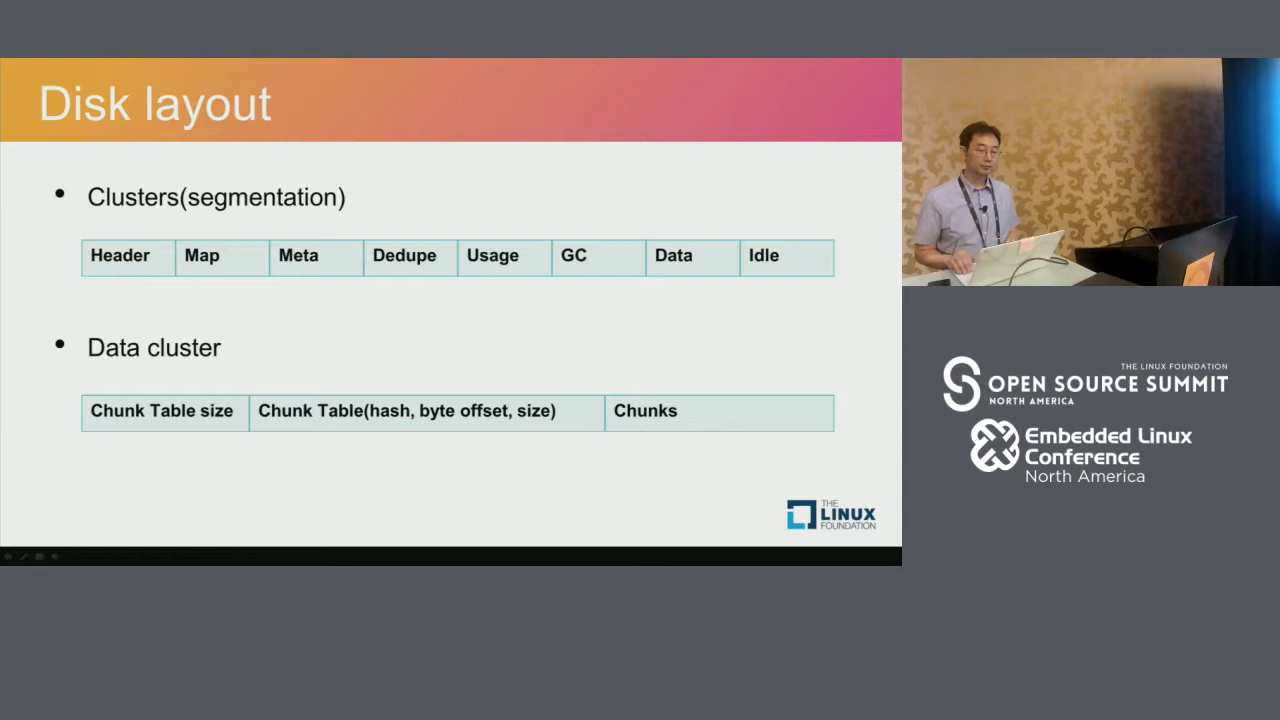 Disk layout
Clusters(segmentation)
Header Map Meta Dedupe Usage GC Data Idle
Data cluster
Chunk Table size Chunk Table(hash, byte offset, size) Chunks
THE
LINUX
FOUNDATION
THE LINUX FOUNDATION
OPEN SOURCE SUMMIT
NORTH AMERICA
Embedded Linux
Conference
North America